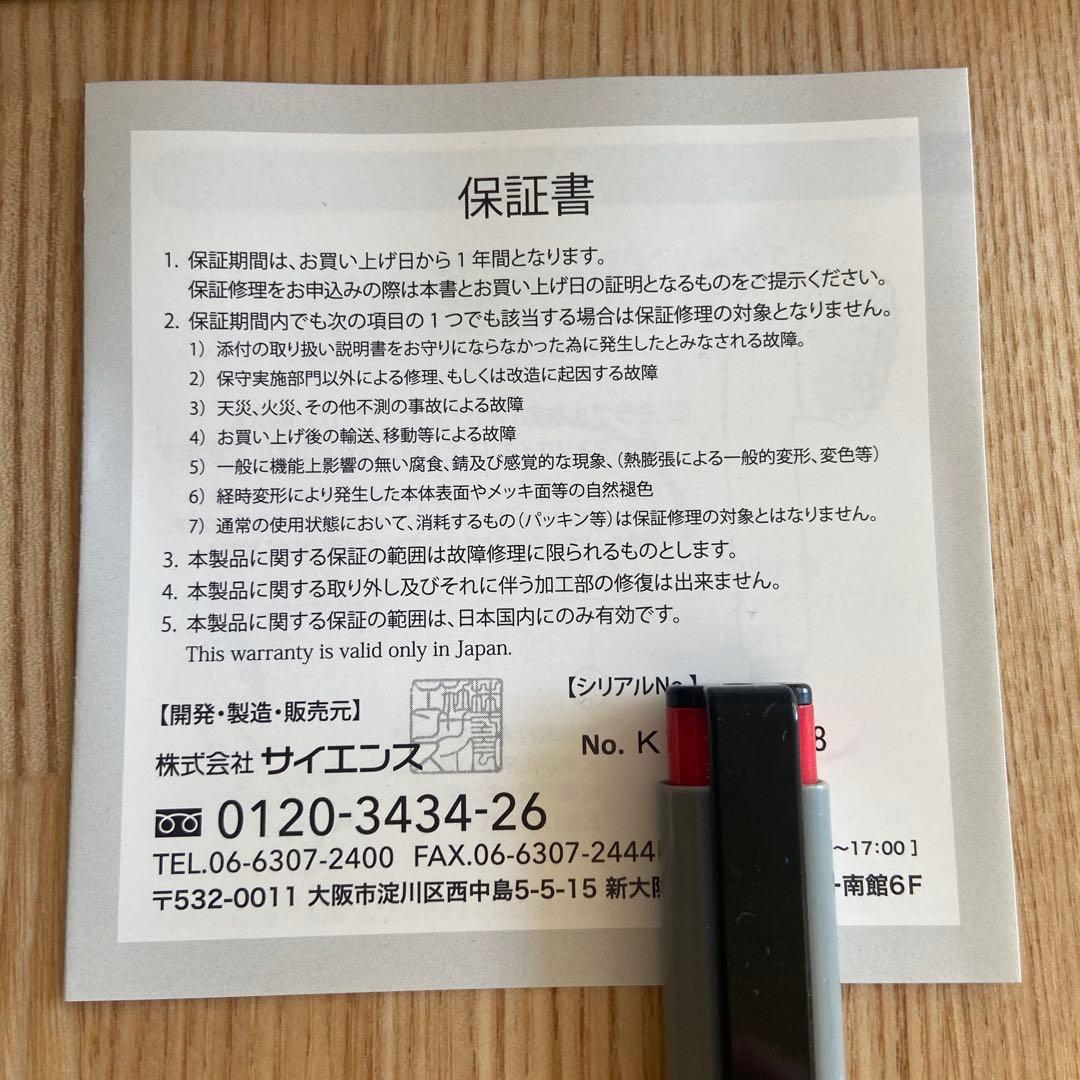 保証書
1. 保証期間は、お買い上げ日から1年間となります。
保証修理をお申込みの際は本書とお買い上げ日の証明となるものをご提示ください。
2. 保証期間内でも次の項目の1つでも該当する場合は保証修理の対象となりません。
1）添付の取り扱い説明書をお守りにならなかった為に発生したとみなされる故障。
2）保守実施部門以外による修理、もしくは改造に起因する故障
3）天災、火災、その他不測の事故による故障
4）お買い上げ後の輸送、移動等による故障
5）一般に機能上影響の無い腐食、錆及び感覚的な現象、（熱膨張による一般的変形、変色等）
6）経時変形により発生した本体表面やメッキ面等の自然褪色
7）通常の使用状態において、消耗するもの（パッキン等）は保証修理の対象とはなりません。
3. 本製品に関する保証の範囲は故障修理に限られるものとします。
4. 本製品に関する取り外し及びそれに伴う加工部の修復は出来ません。
5. 本製品に関する保証の範囲は、日本国内にのみ有効です。
This warranty is valid only in Japan.
【シリアルNo.】
No. K 8
【開発・製造・販売元】
株式会社サイエンス
株式会社 サイエンス
0120-3434-26
TEL.06-6307-2400 FAX.06-6307-2444 ～17:00］
〒532-0011 大阪市淀川区西中島5-5-15 新大阪 南館6F